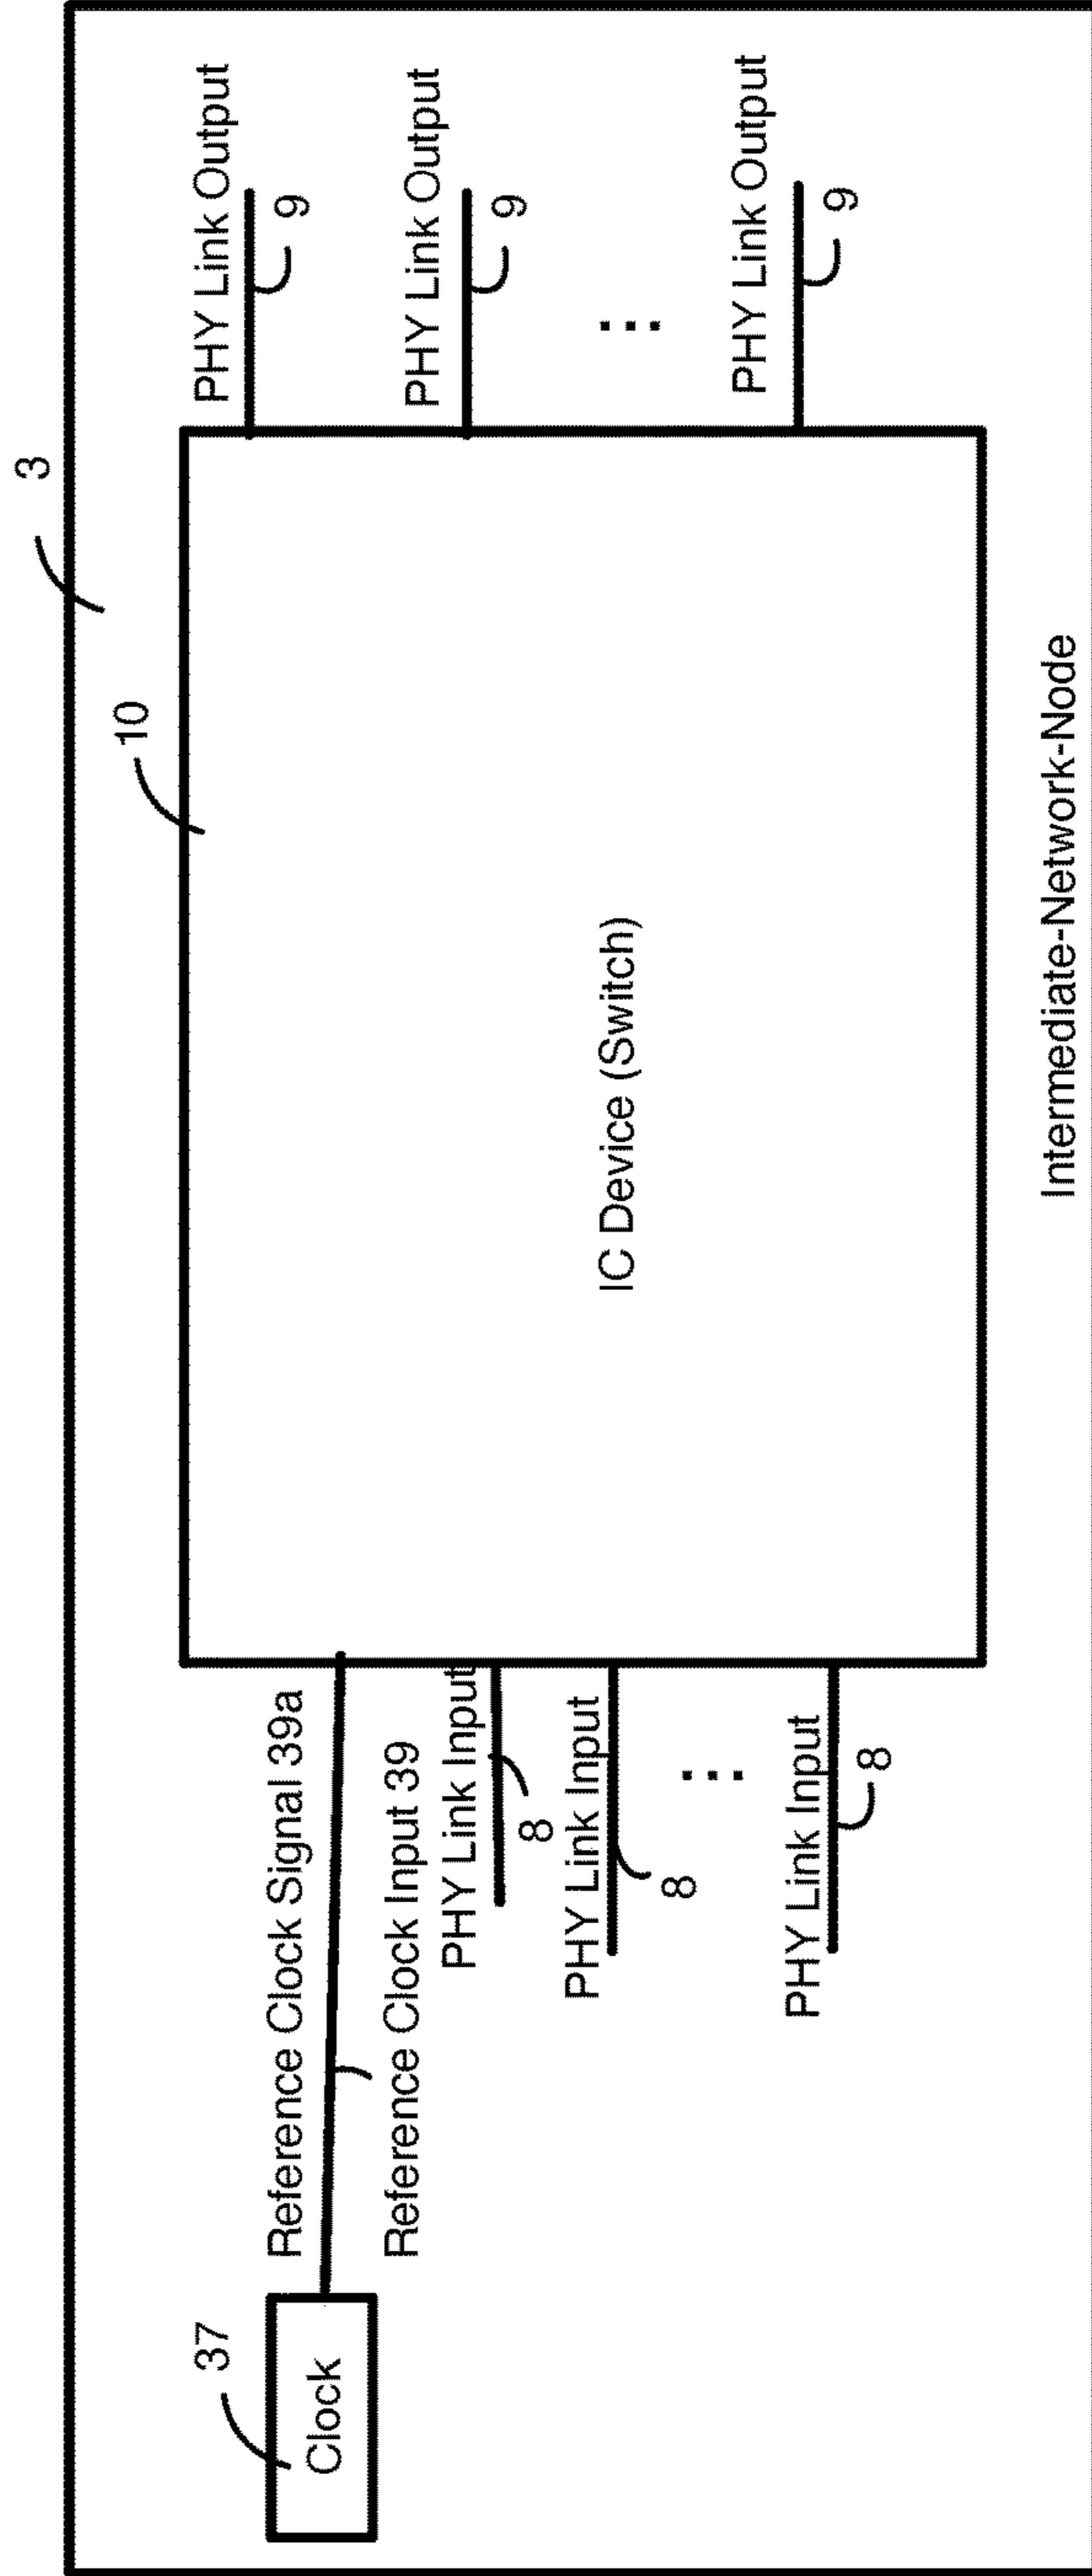 3
10
37
Clock
Reference Clock Signal 39a
Reference Clock Input 39
PHY Link Input
8
PHY Link Input
8
...
PHY Link Input
8
IC Device (Switch)
PHY Link Output
9
PHY Link Output
9
...
PHY Link Output
9
Intermediate-Network-Node